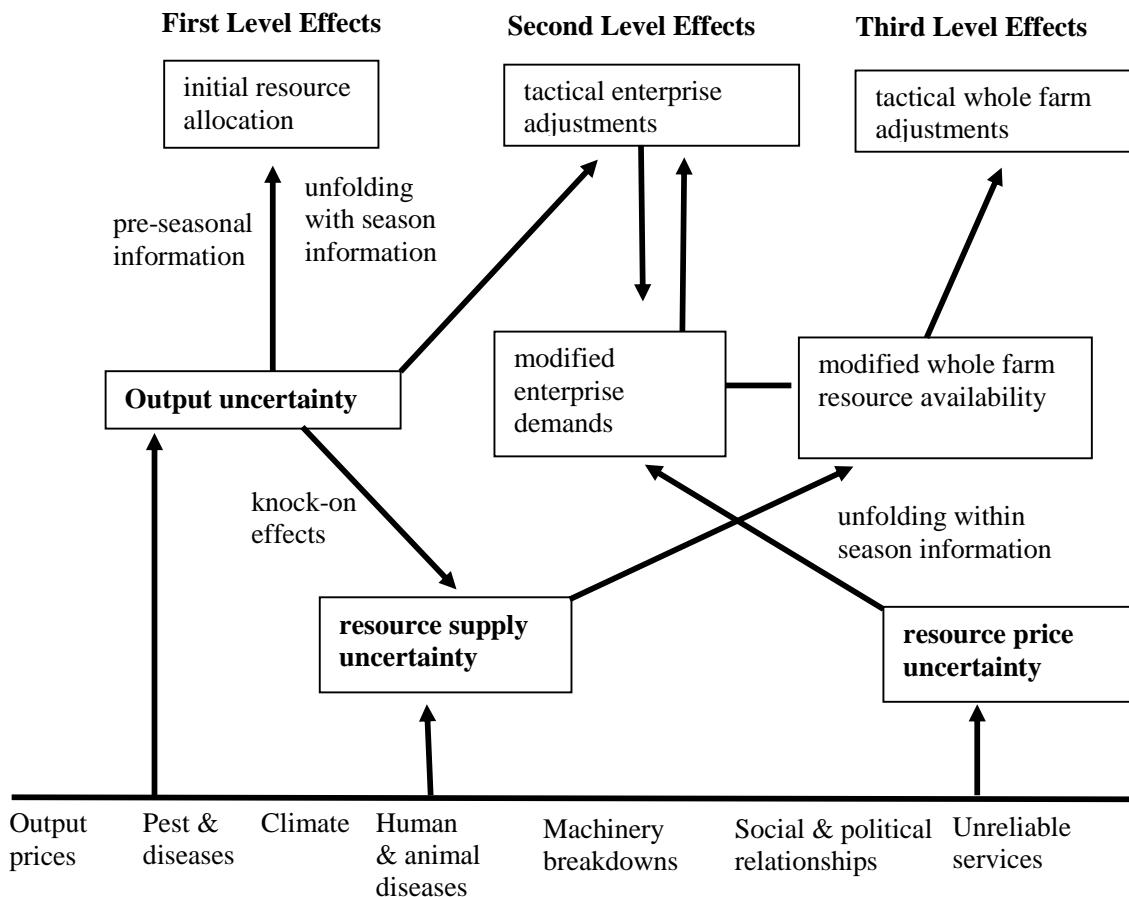 First Level Effects
Second Level Effects
Third Level Effects
initial resource
allocation
tactical enterprise
adjustments
tactical whole farm
adjustments
pre-seasonal
information
unfolding
with season
information
Output uncertainty
modified
enterprise
demands
modified whole farm
resource availability
knock-on
effects
unfolding within
season information
resource supply
uncertainty
resource price
uncertainty
Output
prices
Pest &
diseases
Climate
Human
& animal
diseases
Machinery
breakdowns
Social & political
relationships
Unreliable
services